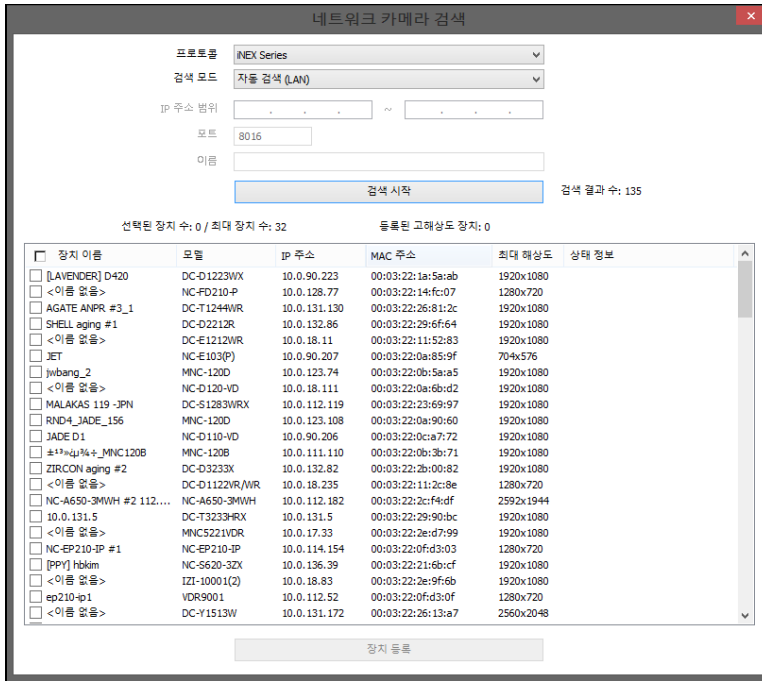 네트워크 카메라 검색
프로토콜 iNEX Series
검색 모드 자동 검색 (LAN)
IP 주소 범위 . . . ~ . . .
포트 8016
이름
검색 시작 검색 결과 수: 135
선택된 장치 수: 0 / 최대 장치 수: 32 등록된 고해상도 장치: 0
장치 이름 모델 IP 주소 MAC 주소 최대 해상도 상태 정보
[LAVENDER] D420 DC-D1223WX 10.0.90.223 00:03:22:1a:5a:ab 1920x1080
<이름 없음> NC-FD210-P 10.0.128.77 00:03:22:14:fc:07 1280x720
AGATE ANPR #3_1 DC-T1244WR 10.0.131.130 00:03:22:26:81:2c 1920x1080
SHELL aging #1 DC-D2212R 10.0.132.86 00:03:22:29:6f:64 1920x1080
<이름 없음> DC-E1212WR 10.0.18.11 00:03:22:11:52:83 1920x1080
JET NC-E103(P) 10.0.90.207 00:03:22:0a:85:9f 704x576
jwbang_2 MNC-120D 10.0.123.74 00:03:22:0b:5a:a5 1920x1080
<이름 없음> NC-D120-VD 10.0.18.111 00:03:22:0a:6b:d2 1920x1080
MALAKAS 119 -JPN DC-S1283WRX 10.0.112.119 00:03:22:23:69:97 1920x1080
RND4_JADE_156 MNC-120D 10.0.123.108 00:03:22:0a:90:60 1920x1080
JADE D1 NC-D110-VD 10.0.90.206 00:03:22:0c:a7:72 1920x1080
±¹³»¿µ¾÷_MNC120B MNC-120B 10.0.111.110 00:03:22:0b:3b:71 1920x1080
ZIRCON aging #2 DC-D3233X 10.0.132.82 00:03:22:2b:00:82 1920x1080
<이름 없음> DC-D1122VR/WR 10.0.18.235 00:03:22:11:2c:8e 1280x720
NC-A650-3MWH #2 112.... NC-A650-3MWH 10.0.112.182 00:03:22:2c:f4:df 2592x1944
10.0.131.5 DC-T3233HRX 10.0.131.5 00:03:22:29:90:bc 1920x1080
<이름 없음> MNC5221VDR 10.0.17.33 00:03:22:2e:d7:99 1920x1080
NC-EP210-IP #1 NC-EP210-IP 10.0.114.154 00:03:22:0f:d3:03 1280x720
[PPY] hbkim NC-S620-3ZX 10.0.136.39 00:03:22:21:6b:cf 1920x1080
<이름 없음> IZI-10001(2) 10.0.18.83 00:03:22:2e:9f:6b 1920x1080
ep210-ip1 VDR9001 10.0.112.52 00:03:22:0f:d3:0f 1280x720
<이름 없음> DC-Y1513W 10.0.131.172 00:03:22:26:13:a7 2560x2048
장치 등록